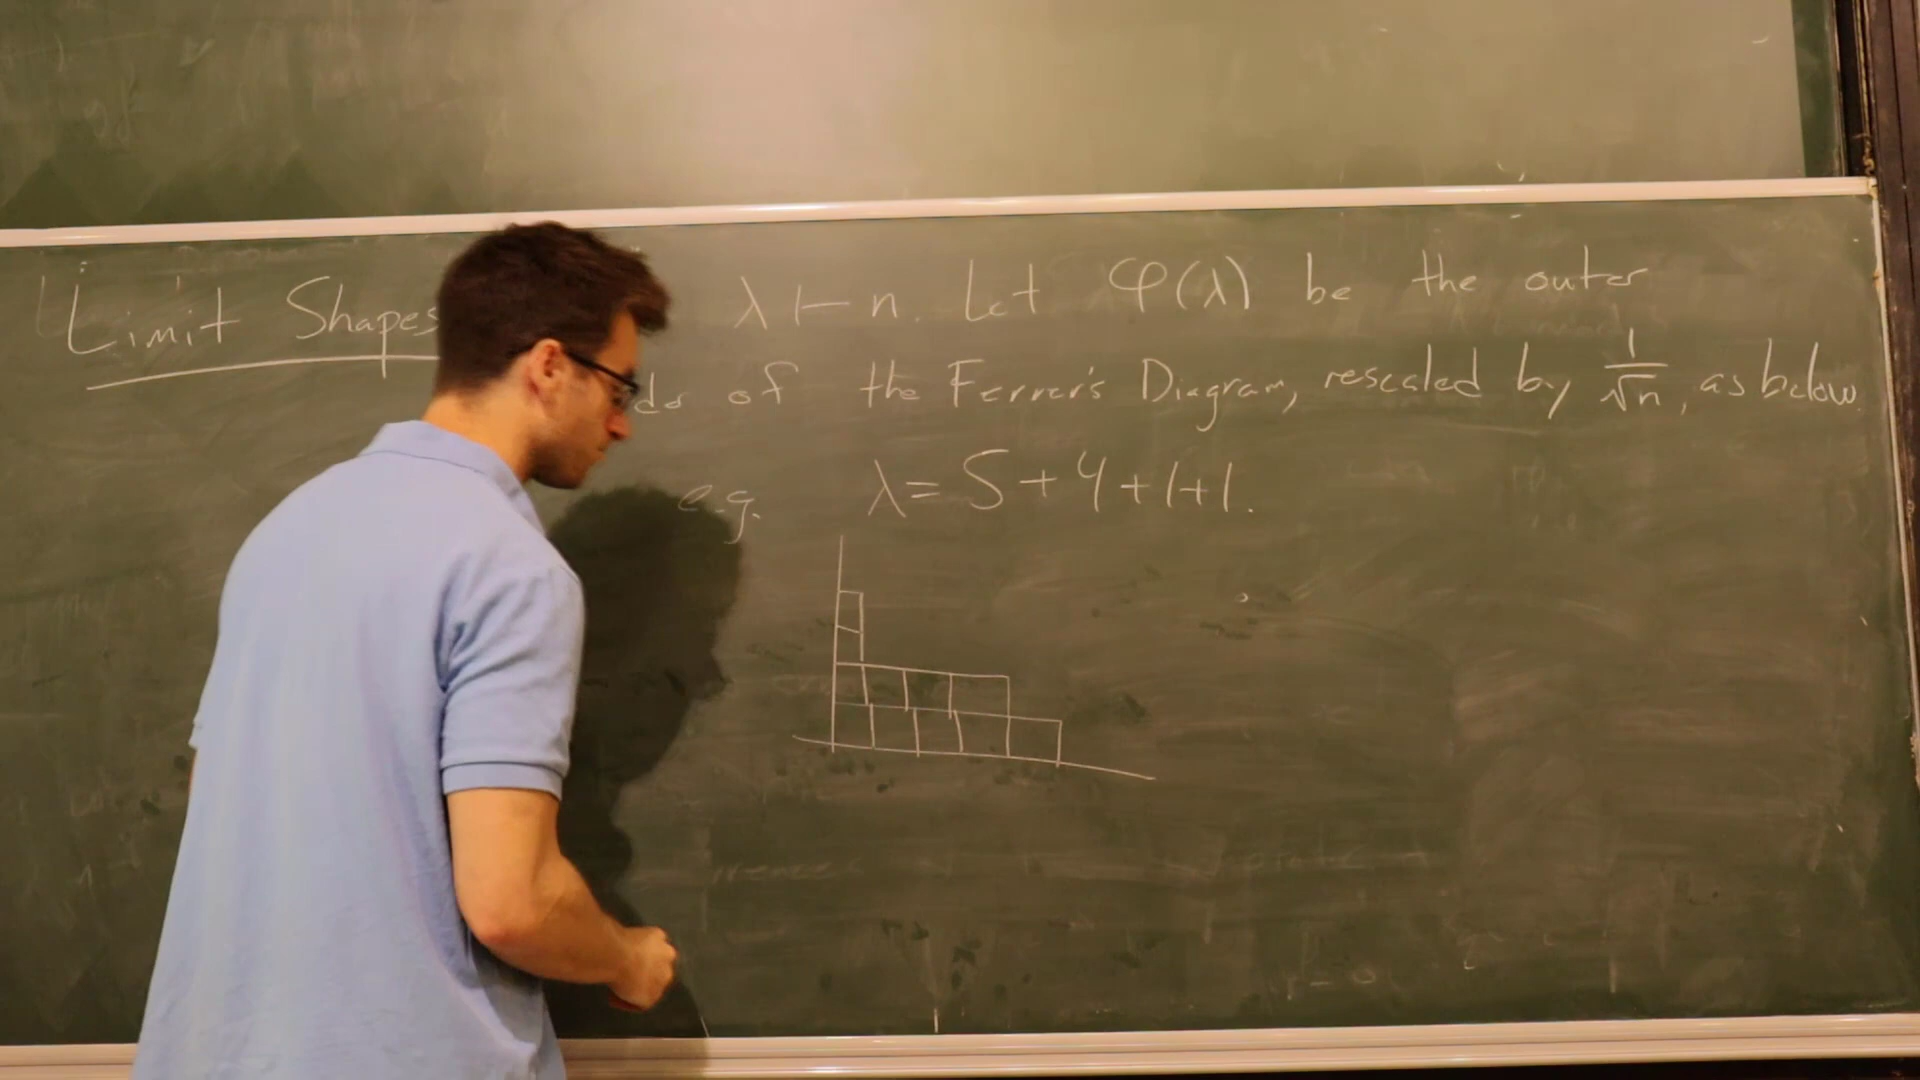 Limit Shapes λ ⊢ n. Let φ(λ) be the outer
of the Ferrer's Diagram, rescaled by 1/√n, as below.
e.g. λ = 5+4+1+1.